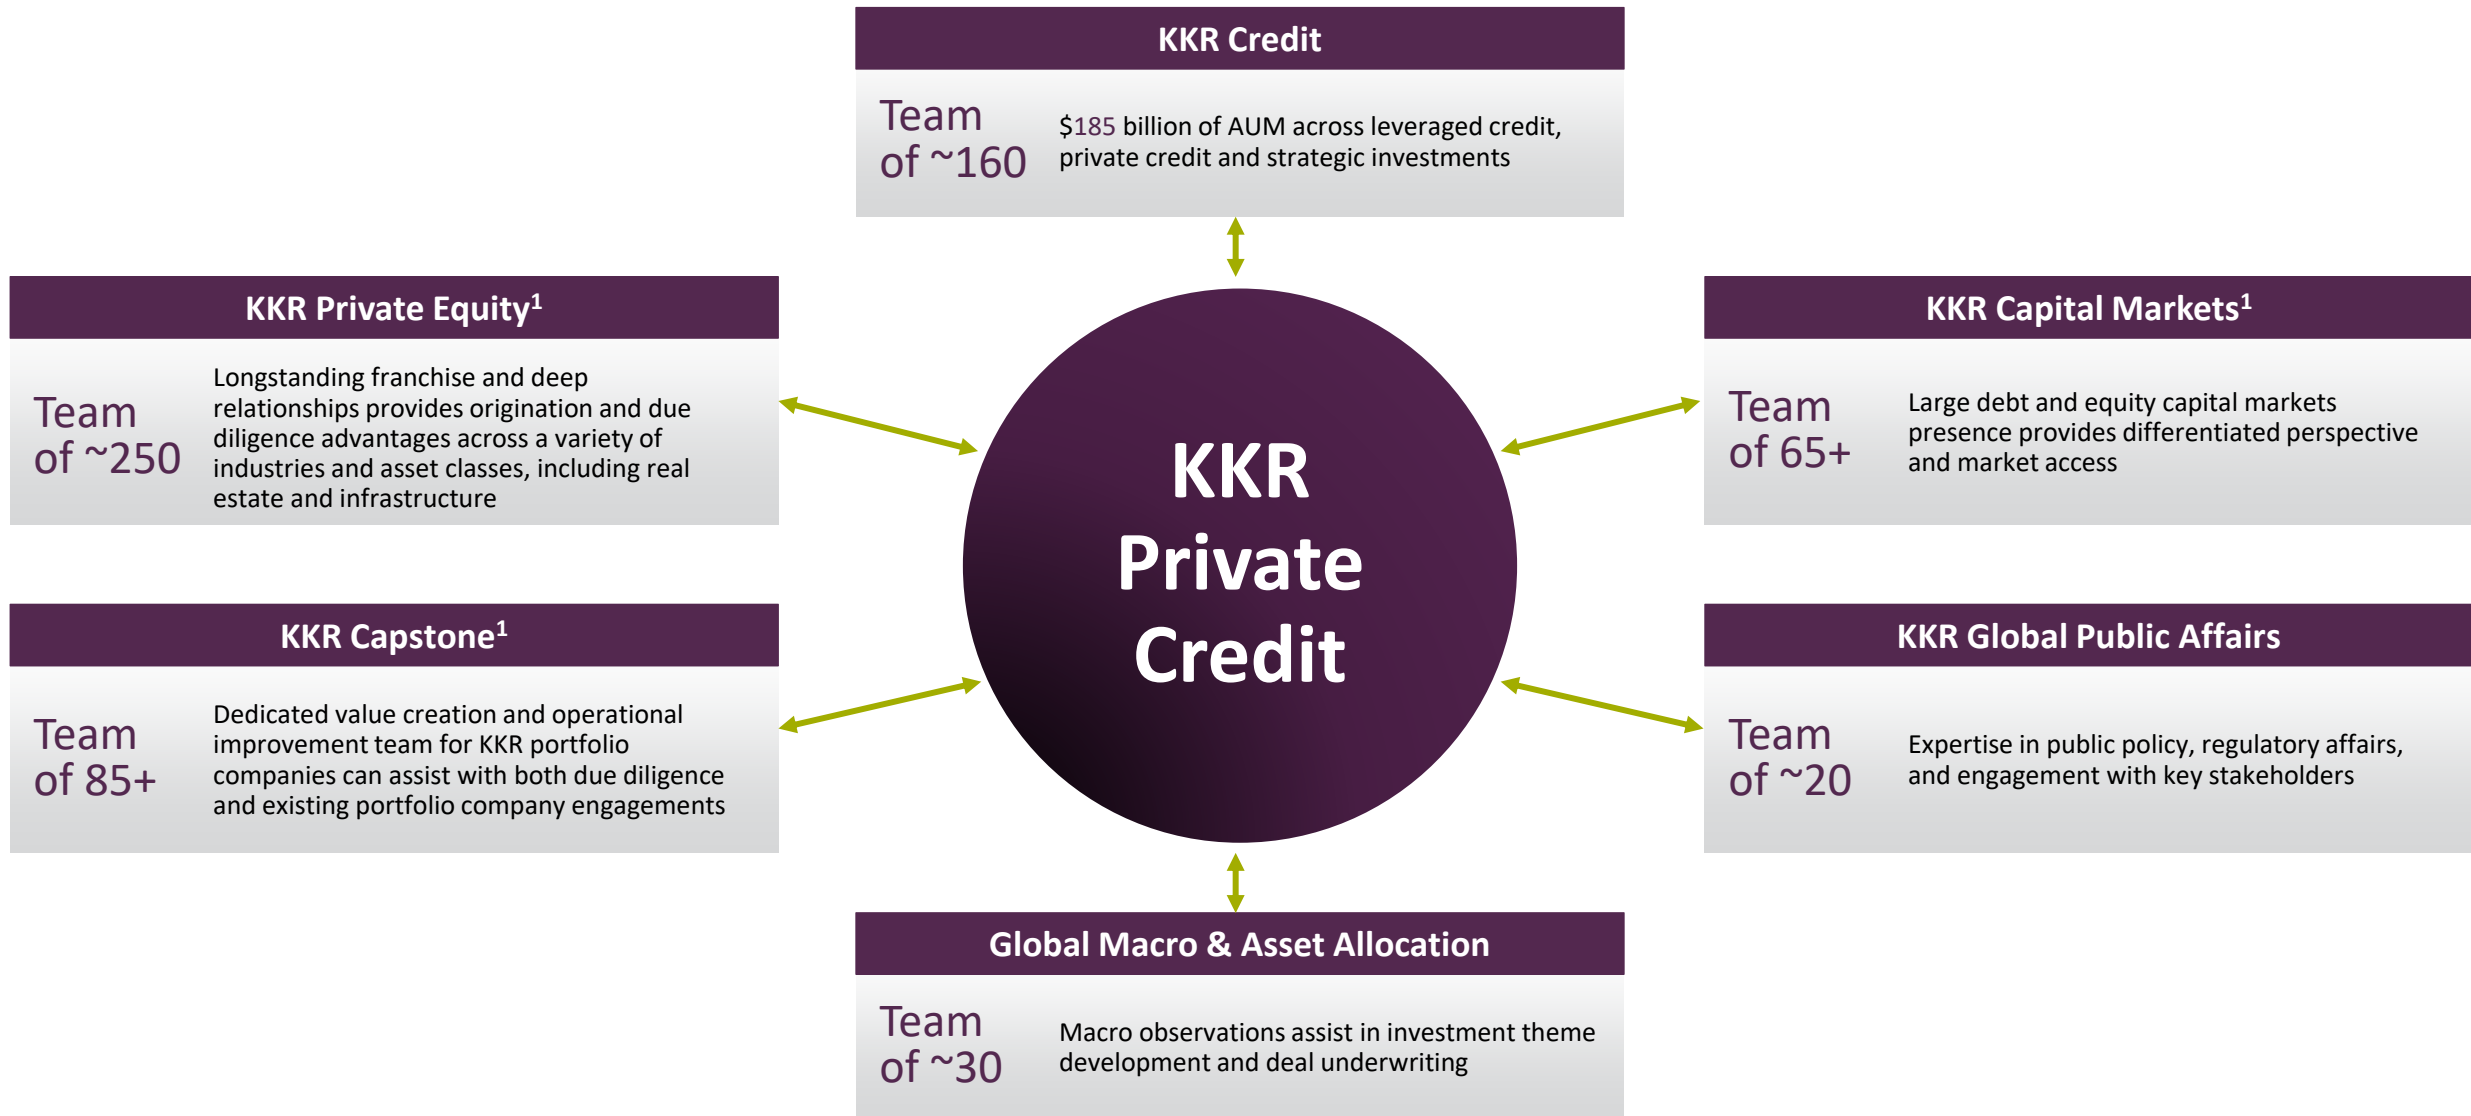 KKR Credit
Team
of ~160
$185 billion of AUM across leveraged credit,
private credit and strategic investments
KKR Private Equity1
Team
of ~250
Longstanding franchise and deep
relationships provides origination and due
diligence advantages across a variety of
industries and asset classes, including real
estate and infrastructure
KKR Capital Markets1
Team
of 65+
Large debt and equity capital markets
presence provides differentiated perspective
and market access
KKR
Private
Credit
KKR Capstone1
Team
of 85+
Dedicated value creation and operational
improvement team for KKR portfolio
companies can assist with both due diligence
and existing portfolio company engagements
KKR Global Public Affairs
Team
of ~20
Expertise in public policy, regulatory affairs,
and engagement with key stakeholders
Global Macro & Asset Allocation
Team
of ~30
Macro observations assist in investment theme
development and deal underwriting